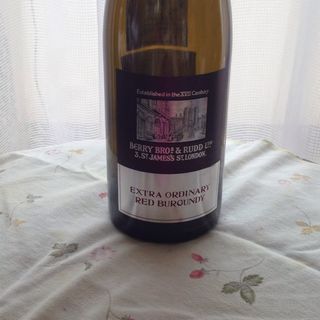 Established in the XVII Century
BERRY BROS & RUDD LTD
3, ST JAMES'S ST. LONDON.
EXTRA ORDINARY
RED BURGUNDY